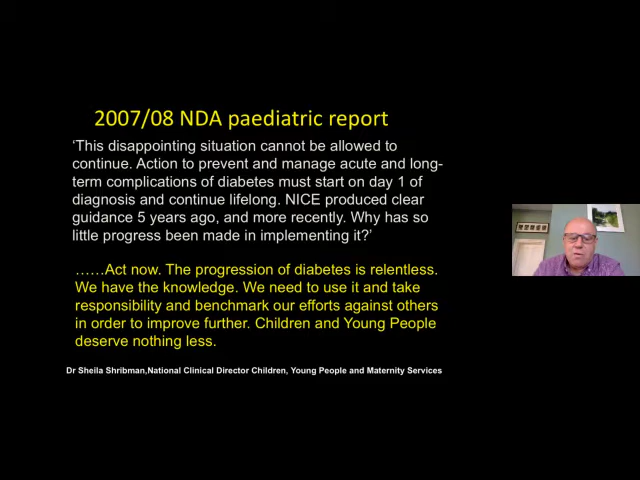 2007/08 NDA paediatric report
‘This disappointing situation cannot be allowed to
continue. Action to prevent and manage acute and long-
term complications of diabetes must start on day 1 of
diagnosis and continue lifelong. NICE produced clear
guidance 5 years ago, and more recently. Why has so
little progress been made in implementing it?’
……Act now. The progression of diabetes is relentless.
We have the knowledge. We need to use it and take
responsibility and benchmark our efforts against others
in order to improve further. Children and Young People
deserve nothing less.
Dr Sheila Shribman,National Clinical Director Children, Young People and Maternity Services